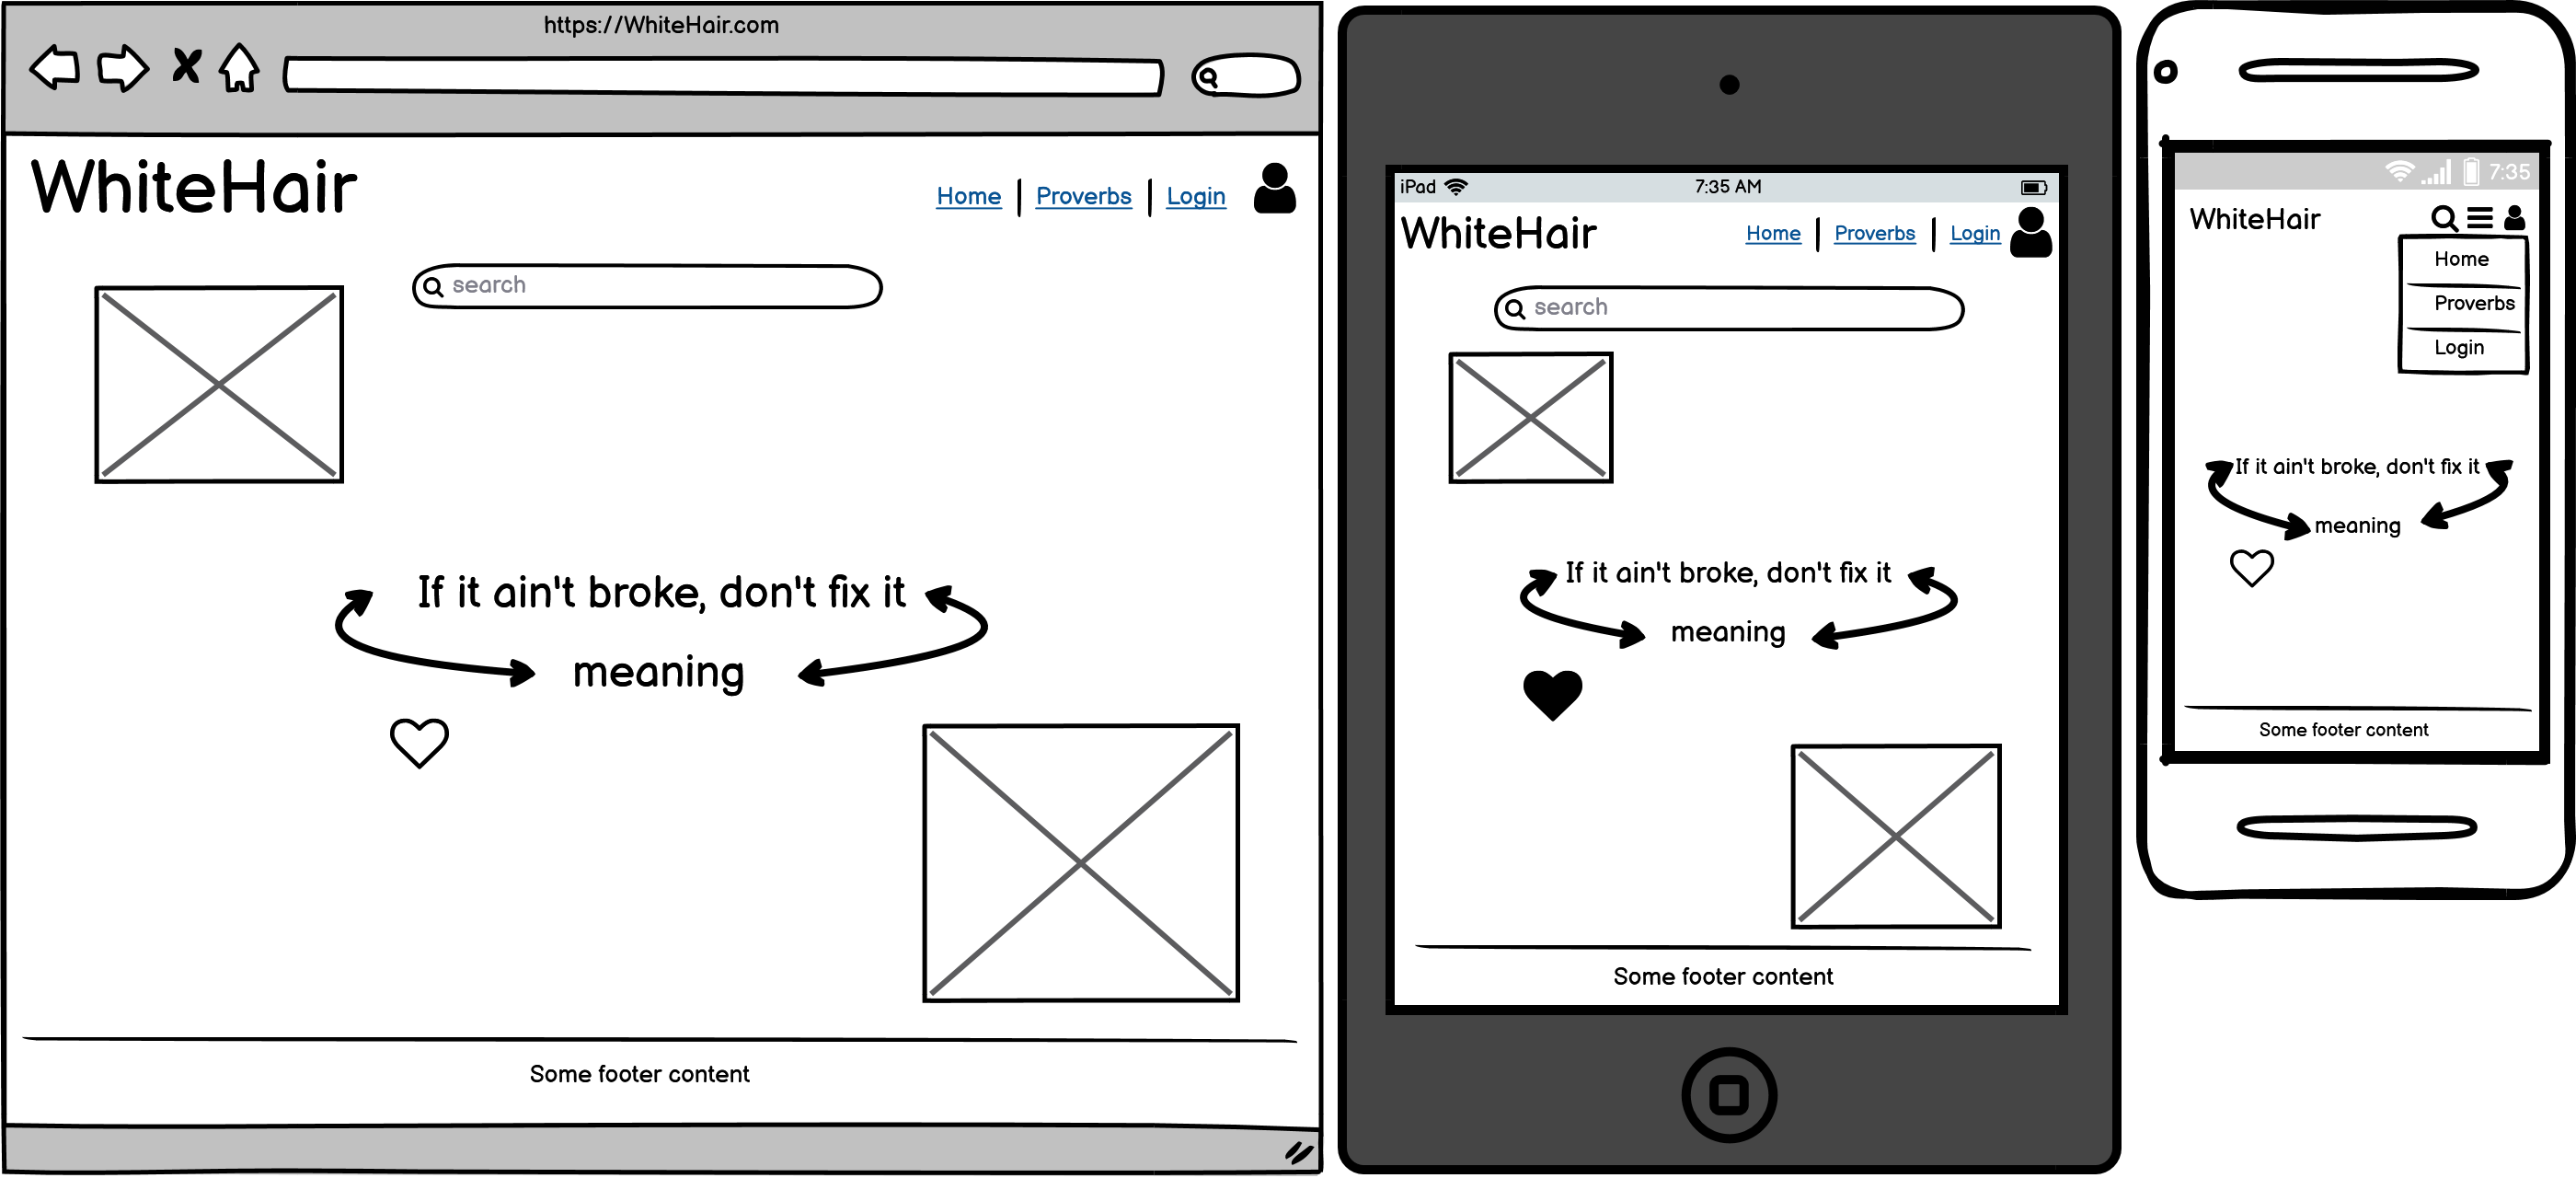 https://WhiteHair.com
WhiteHair
Home | Proverbs | Login
search
If it ain't broke, don't fix it
meaning
Some footer content
iPad 7:35 AM
WhiteHair
Home | Proverbs | Login
search
If it ain't broke, don't fix it
meaning
Some footer content
7:35
WhiteHair
Home
Proverbs
Login
If it ain't broke, don't fix it
meaning
Some footer content